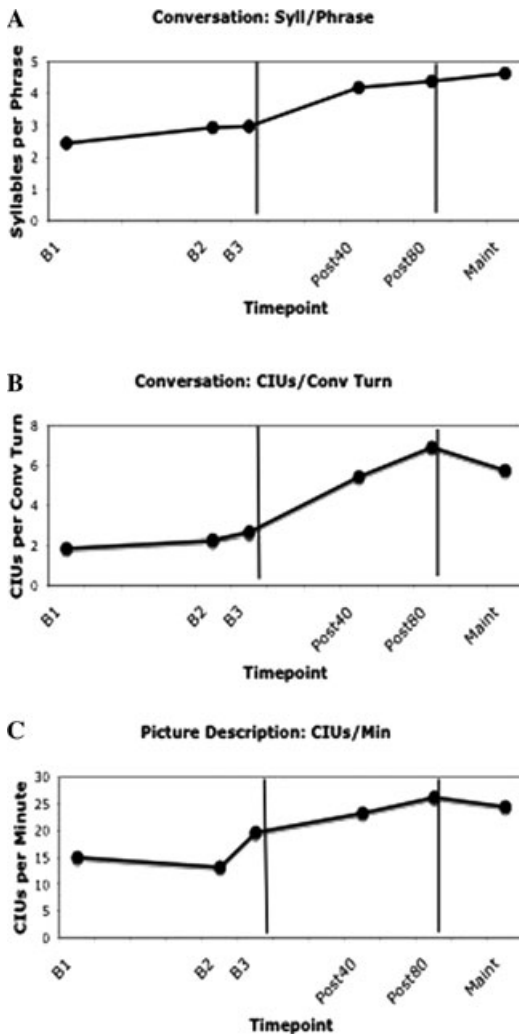 A
Conversation: Syll/Phrase
Syllables per Phrase
5
4
3
2
1
0
B1
B2
B3
Post40
Post80
Maint
Timepoint
B
Conversation: CIUs/Conv Turn
CIUs per Conv Turn
8
6
4
2
0
B1
B2
B3
Post40
Post80
Maint
Timepoint
C
Picture Description: CIUs/Min
CIUs per Minute
30
25
20
15
10
5
0
B1
B2
B3
Post40
Post80
Maint
Timepoint